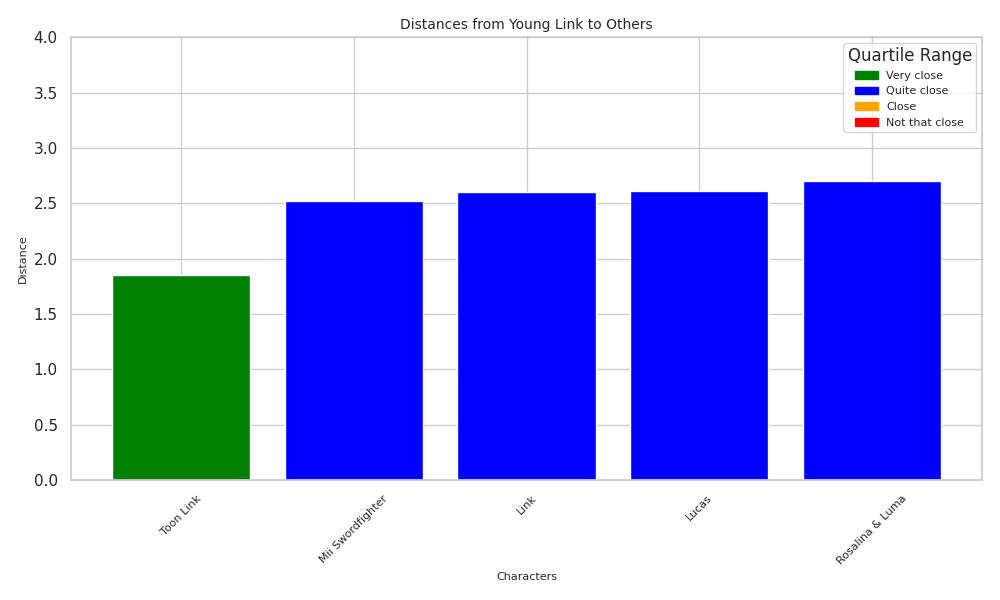 Distances from Young Link to Others
4.0
3.5
3.0
2.5
2.0
1.5
1.0
0.5
0.0
Distance
Quartile Range
Very close
Quite close
Close
Not that close
Toon Link
Mii Swordfighter
Link
Lucas
Rosalina & Luma
Characters